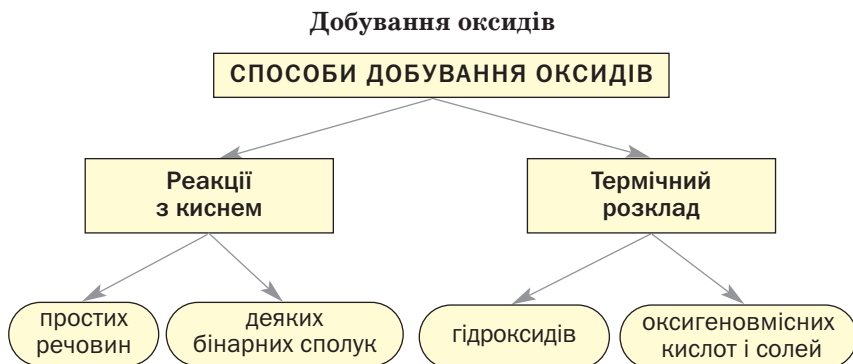 Добування оксидів
СПОСОБИ ДОБУВАННЯ ОКСИДІВ
Реакції
з киснем
Термічний
розклад
простих
речовин
деяких
бінарних сполук
гідроксидів
оксигеновмісних
кислот і солей